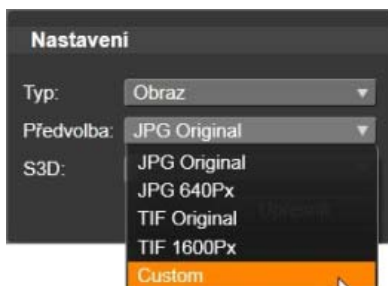 Nastavení
Typ: Obraz
Předvolba: JPG Original
S3D:
JPG Original
JPG 640Px
TIF Original
TIF 1600Px
Custom